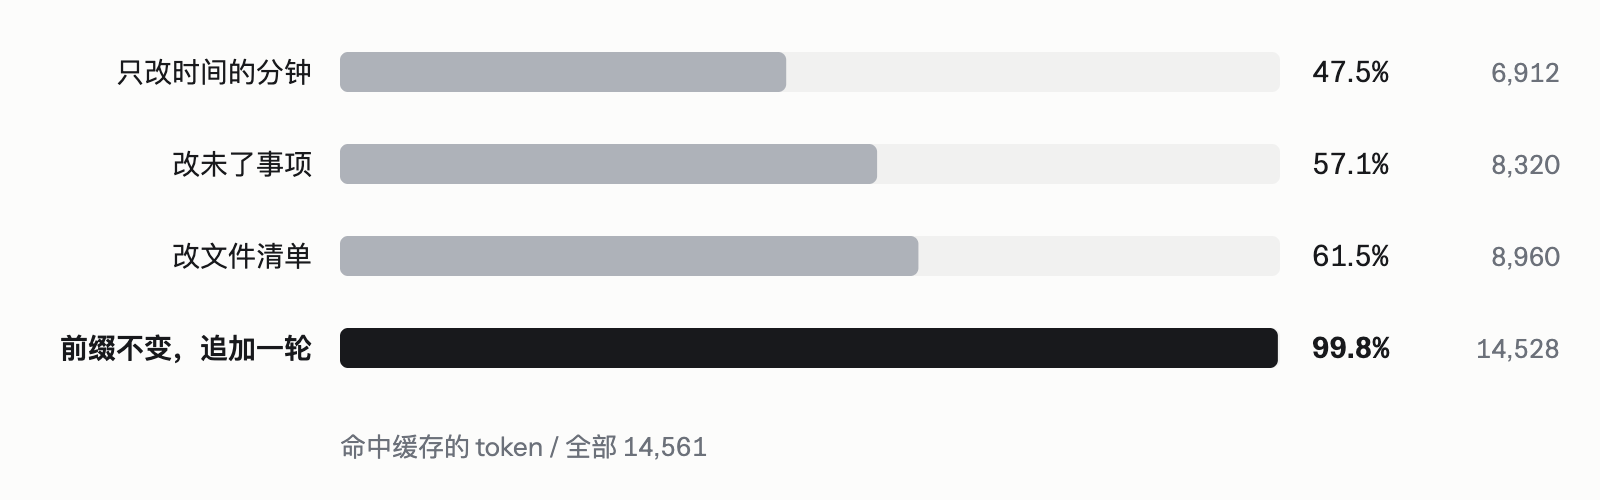 只改时间的分钟 47.5% 6,912
改未了事项 57.1% 8,320
改文件清单 61.5% 8,960
前缀不变，追加一轮 99.8% 14,528
命中缓存的 token / 全部 14,561